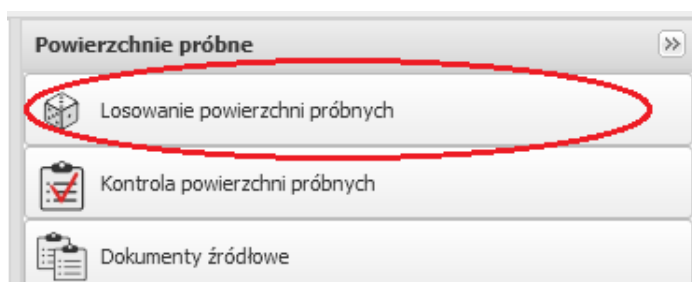 Powierzchnie próbne
Losowanie powierzchni próbnych
Kontrola powierzchni próbnych
Dokumenty źródłowe